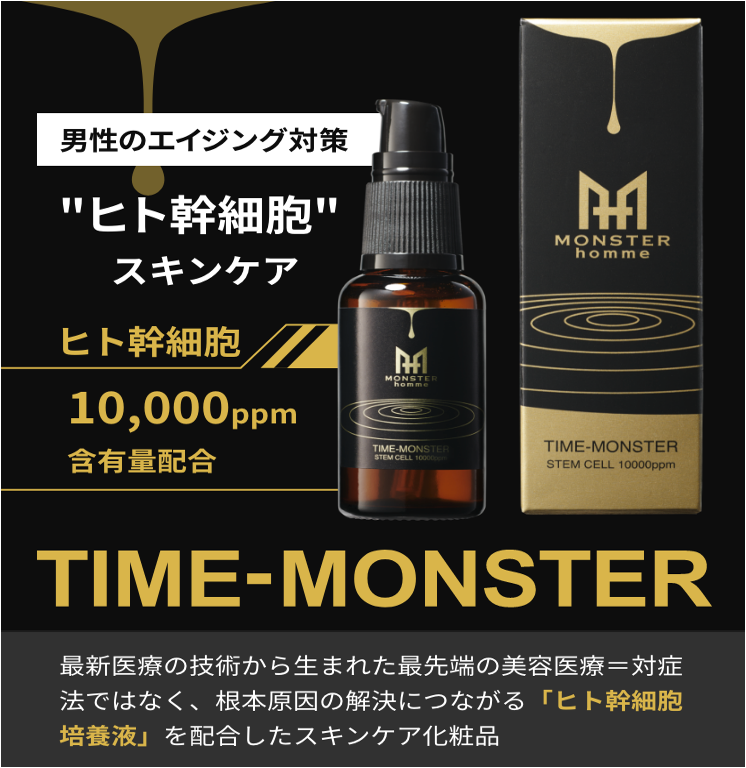 男性のエイジング対策
"ヒト幹細胞"
スキンケア
ヒト幹細胞
10,000ppm
含有量配合
MONSTER
homme
TIME-MONSTER
STEM CELL 10000ppm
MONSTER
homme
TIME-MONSTER
STEM CELL 10000ppm
TIME-MONSTER
最新医療の技術から生まれた最先端の美容医療＝対症
法ではなく、根本原因の解決につながる「ヒト幹細胞
培養液」を配合したスキンケア化粧品